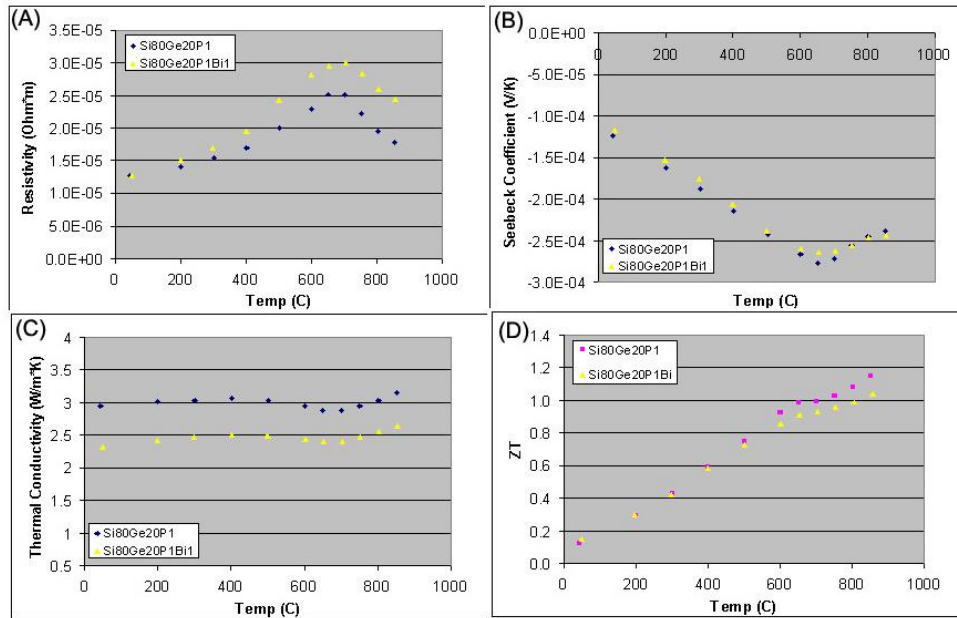 (A)
3.5E-05
3.0E-05
2.5E-05
2.0E-05
1.5E-05
1.0E-05
5.0E-06
0.0E+00
Resistivity (Ohm*m)
Si80Ge20P1
Si80Ge20P1Bi1
0 200 400 600 800 1000
Temp (C)
(B)
0.0E+00
-5.0E-05
-1.0E-04
-1.5E-04
-2.0E-04
-2.5E-04
-3.0E-04
Seebeck Coefficient (V/K)
0 200 400 600 800 1000
Si80Ge20P1
Si80Ge20P1Bi1
Temp (C)
(C)
4
3.5
3
2.5
2
1.5
1
0.5
Thermal Conductivity (W/m*K)
Si80Ge20P1
Si80Ge20P1Bi1
0 200 400 600 800 1000
Temp (C)
(D)
1.4
1.2
1.0
0.8
0.6
0.4
0.2
0.0
ZT
Si80Ge20P1
Si80Ge20P1Bi
0 200 400 600 800 1000
Temp (C)